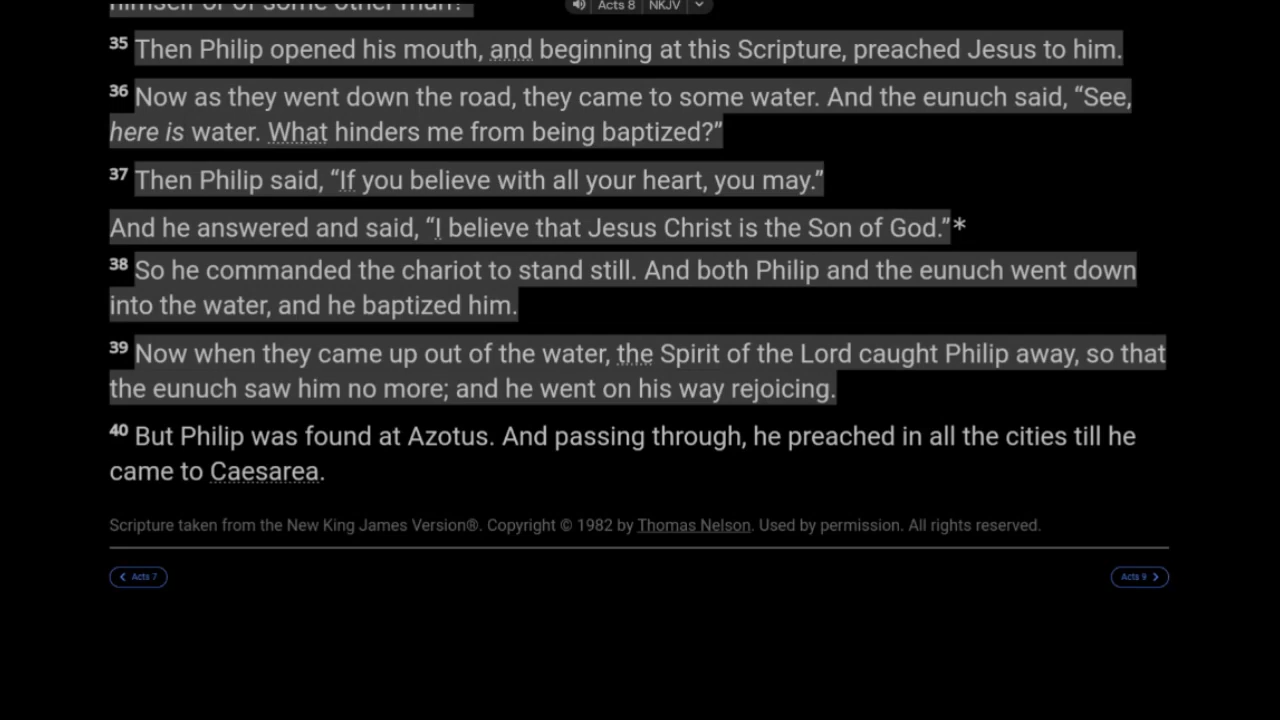 himself or of some other man?"
Acts 8 NKJV
35 Then Philip opened his mouth, and beginning at this Scripture, preached Jesus to him.
36 Now as they went down the road, they came to some water. And the eunuch said, “See,
here is water. What hinders me from being baptized?”
37 Then Philip said, “If you believe with all your heart, you may.”
And he answered and said, “I believe that Jesus Christ is the Son of God.”*
38 So he commanded the chariot to stand still. And both Philip and the eunuch went down
into the water, and he baptized him.
39 Now when they came up out of the water, the Spirit of the Lord caught Philip away, so that
the eunuch saw him no more; and he went on his way rejoicing.
40 But Philip was found at Azotus. And passing through, he preached in all the cities till he
came to Caesarea.
Scripture taken from the New King James Version®. Copyright © 1982 by Thomas Nelson. Used by permission. All rights reserved.
Acts 7
Acts 9